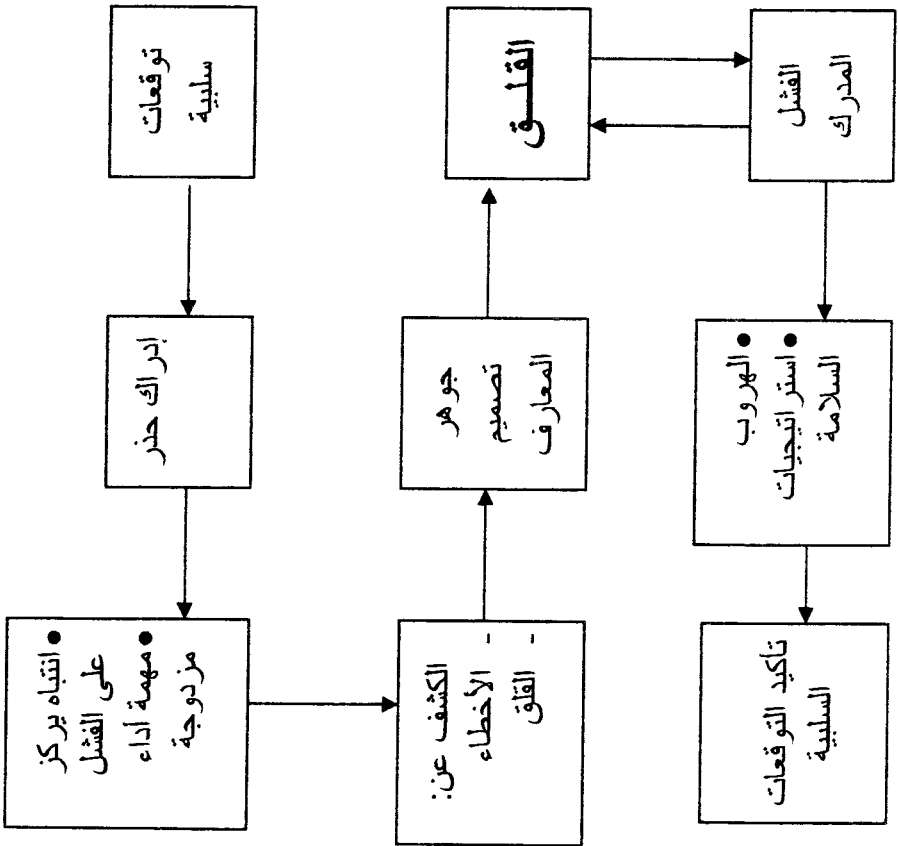 توقعات
سلبية
إدراك حذر
● انتباه يركز
على الفشل
● مهمة أداء
مزدوجة
الكشف عن:
- الأخطاء
- القلق
جوهر
تصميم
المعارف
القلـــق
الفشل
المدرك
● الهروب
● استراتيجيات
السلامة
تأكيد التوقعات
السلبية